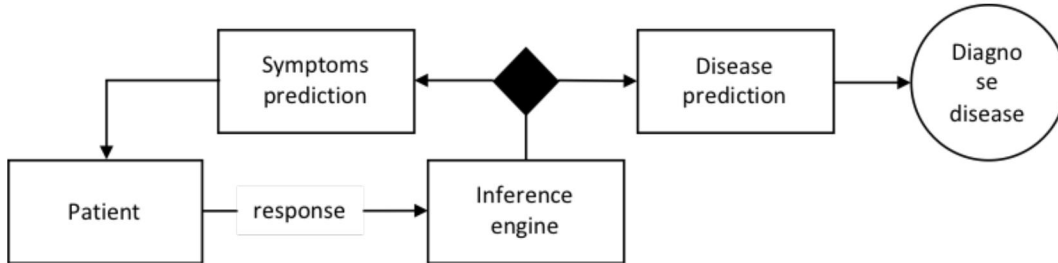 Symptoms
prediction
Disease
prediction
Diagno
se
disease
Patient
response
Inference
engine